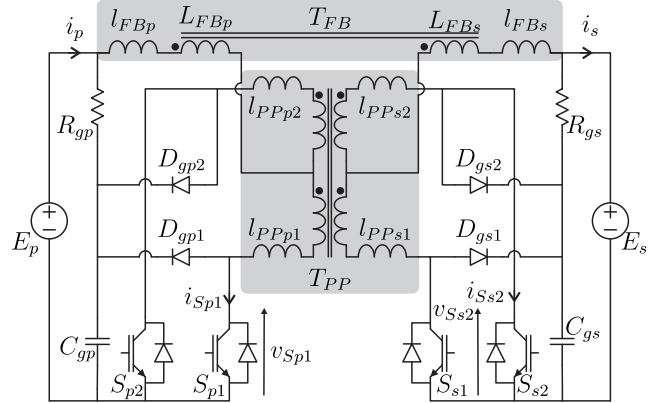 l_FBp L_FBp T_FB L_FBs l_FBs
i_p i_s
R_gp l_PPp2 l_PPs2 R_gs
D_gp2 D_gs2
E_p D_gp1 l_PPp1 l_PPs1 D_gs1 E_s
T_PP
i_Sp1 v_Ss2 i_Ss2
C_gp v_Sp1 C_gs
S_p2 S_p1 S_s1 S_s2